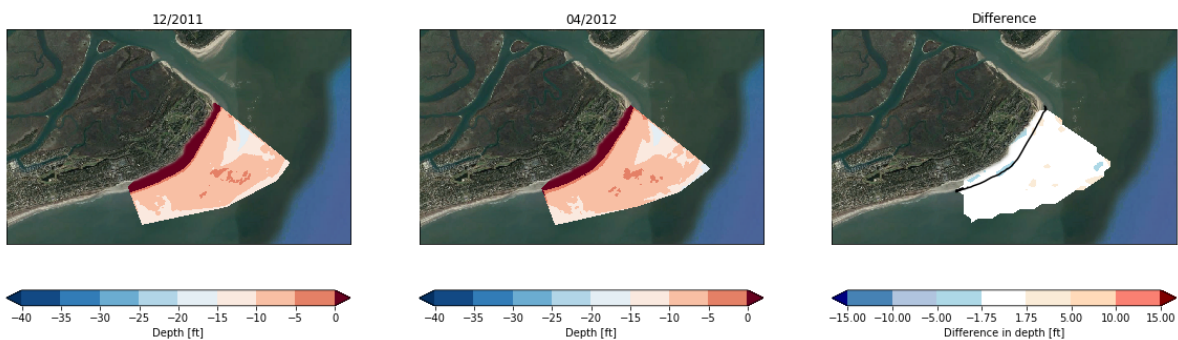 12/2011
04/2012
Difference
−40 −35 −30 −25 −20 −15 −10 −5 0
Depth [ft]
−40 −35 −30 −25 −20 −15 −10 −5 0
Depth [ft]
−15.00 −10.00 −5.00 −1.75 1.75 5.00 10.00 15.00
Difference in depth [ft]